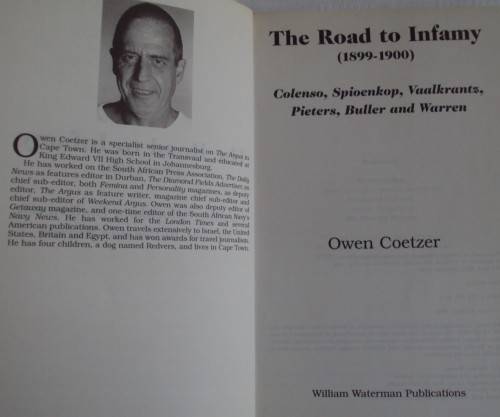 Owen Coetzer is a specialist senior journalist on The Argus in
Cape Town. He was born in the Transvaal and educated at
King Edward VII High School in Johannesburg.
He has worked on the South African Press Association, The Daily
News as features editor in Durban, The Diamond Fields Advertiser, as
chief sub-editor, both Femina and Personality magazines, as deputy
editor, The Argus as feature writer, magazine chief sub-editor and
chief sub-editor of Weekend Argus. Owen was also deputy editor of
Getaway magazine, and one-time editor of the South African Navy's
Navy News. He has worked for the London Times and several
American publications. Owen travels extensively to Israel, the United
States, Britain and Egypt, and has won awards for travel journalism.
He has four children, a dog named Redvers, and lives in Cape Town.
The Road to Infamy
(1899-1900)
Colenso, Spioenkop, Vaalkrantz,
Pieters, Buller and Warren
Owen Coetzer
William Waterman Publications